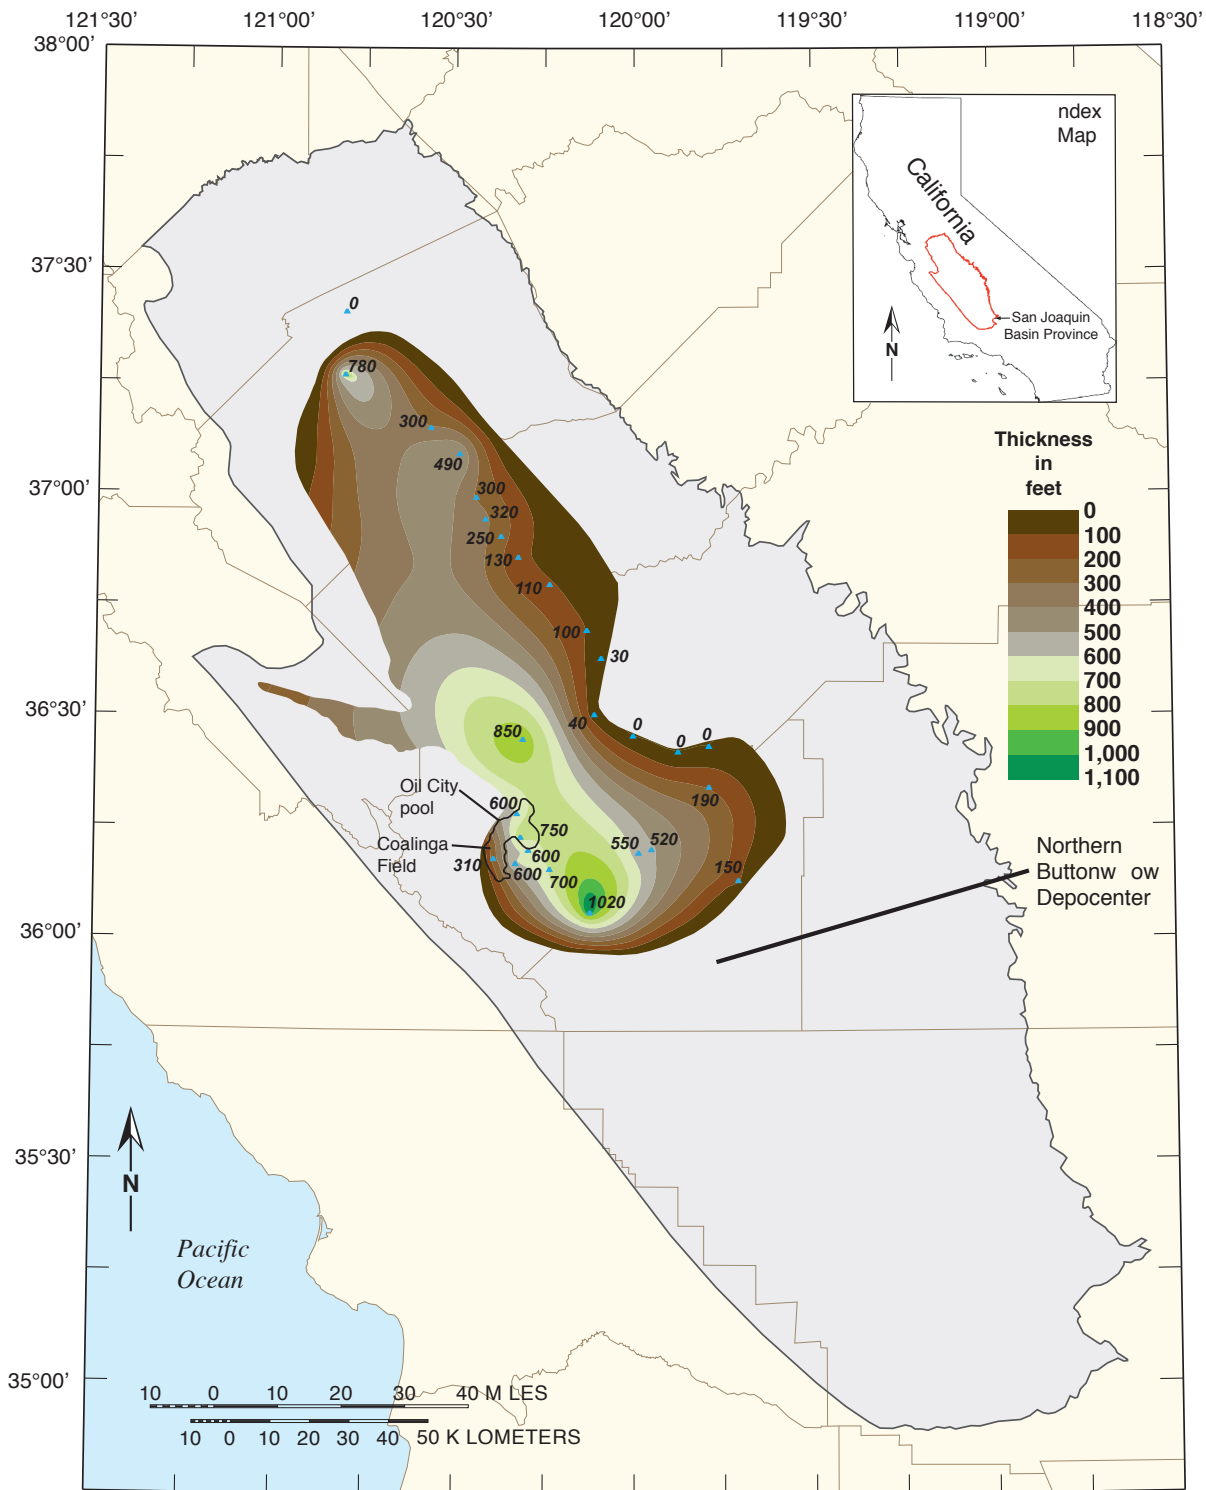 121°30' 121°00' 120°30' 120°00' 119°30' 119°00' 118°30'
38°00'
37°30'
37°00'
36°30'
36°00'
35°30'
35°00'
ndex
Map
California
San Joaquin
Basin Province
N
0
780
300
490
300
320
250
130
110
100
30
40
0
0
0
850
190
600
750
550
520
600
310
600
700
150
1020
Oil City
pool
Coalinga
Field
Thickness
in
feet
0
100
200
300
400
500
600
700
800
900
1,000
1,100
Northern
Buttonw ow
Depocenter
N
Pacific
Ocean
10 0 10 20 30 40 M LES
10 0 10 20 30 40 50 K LOMETERS